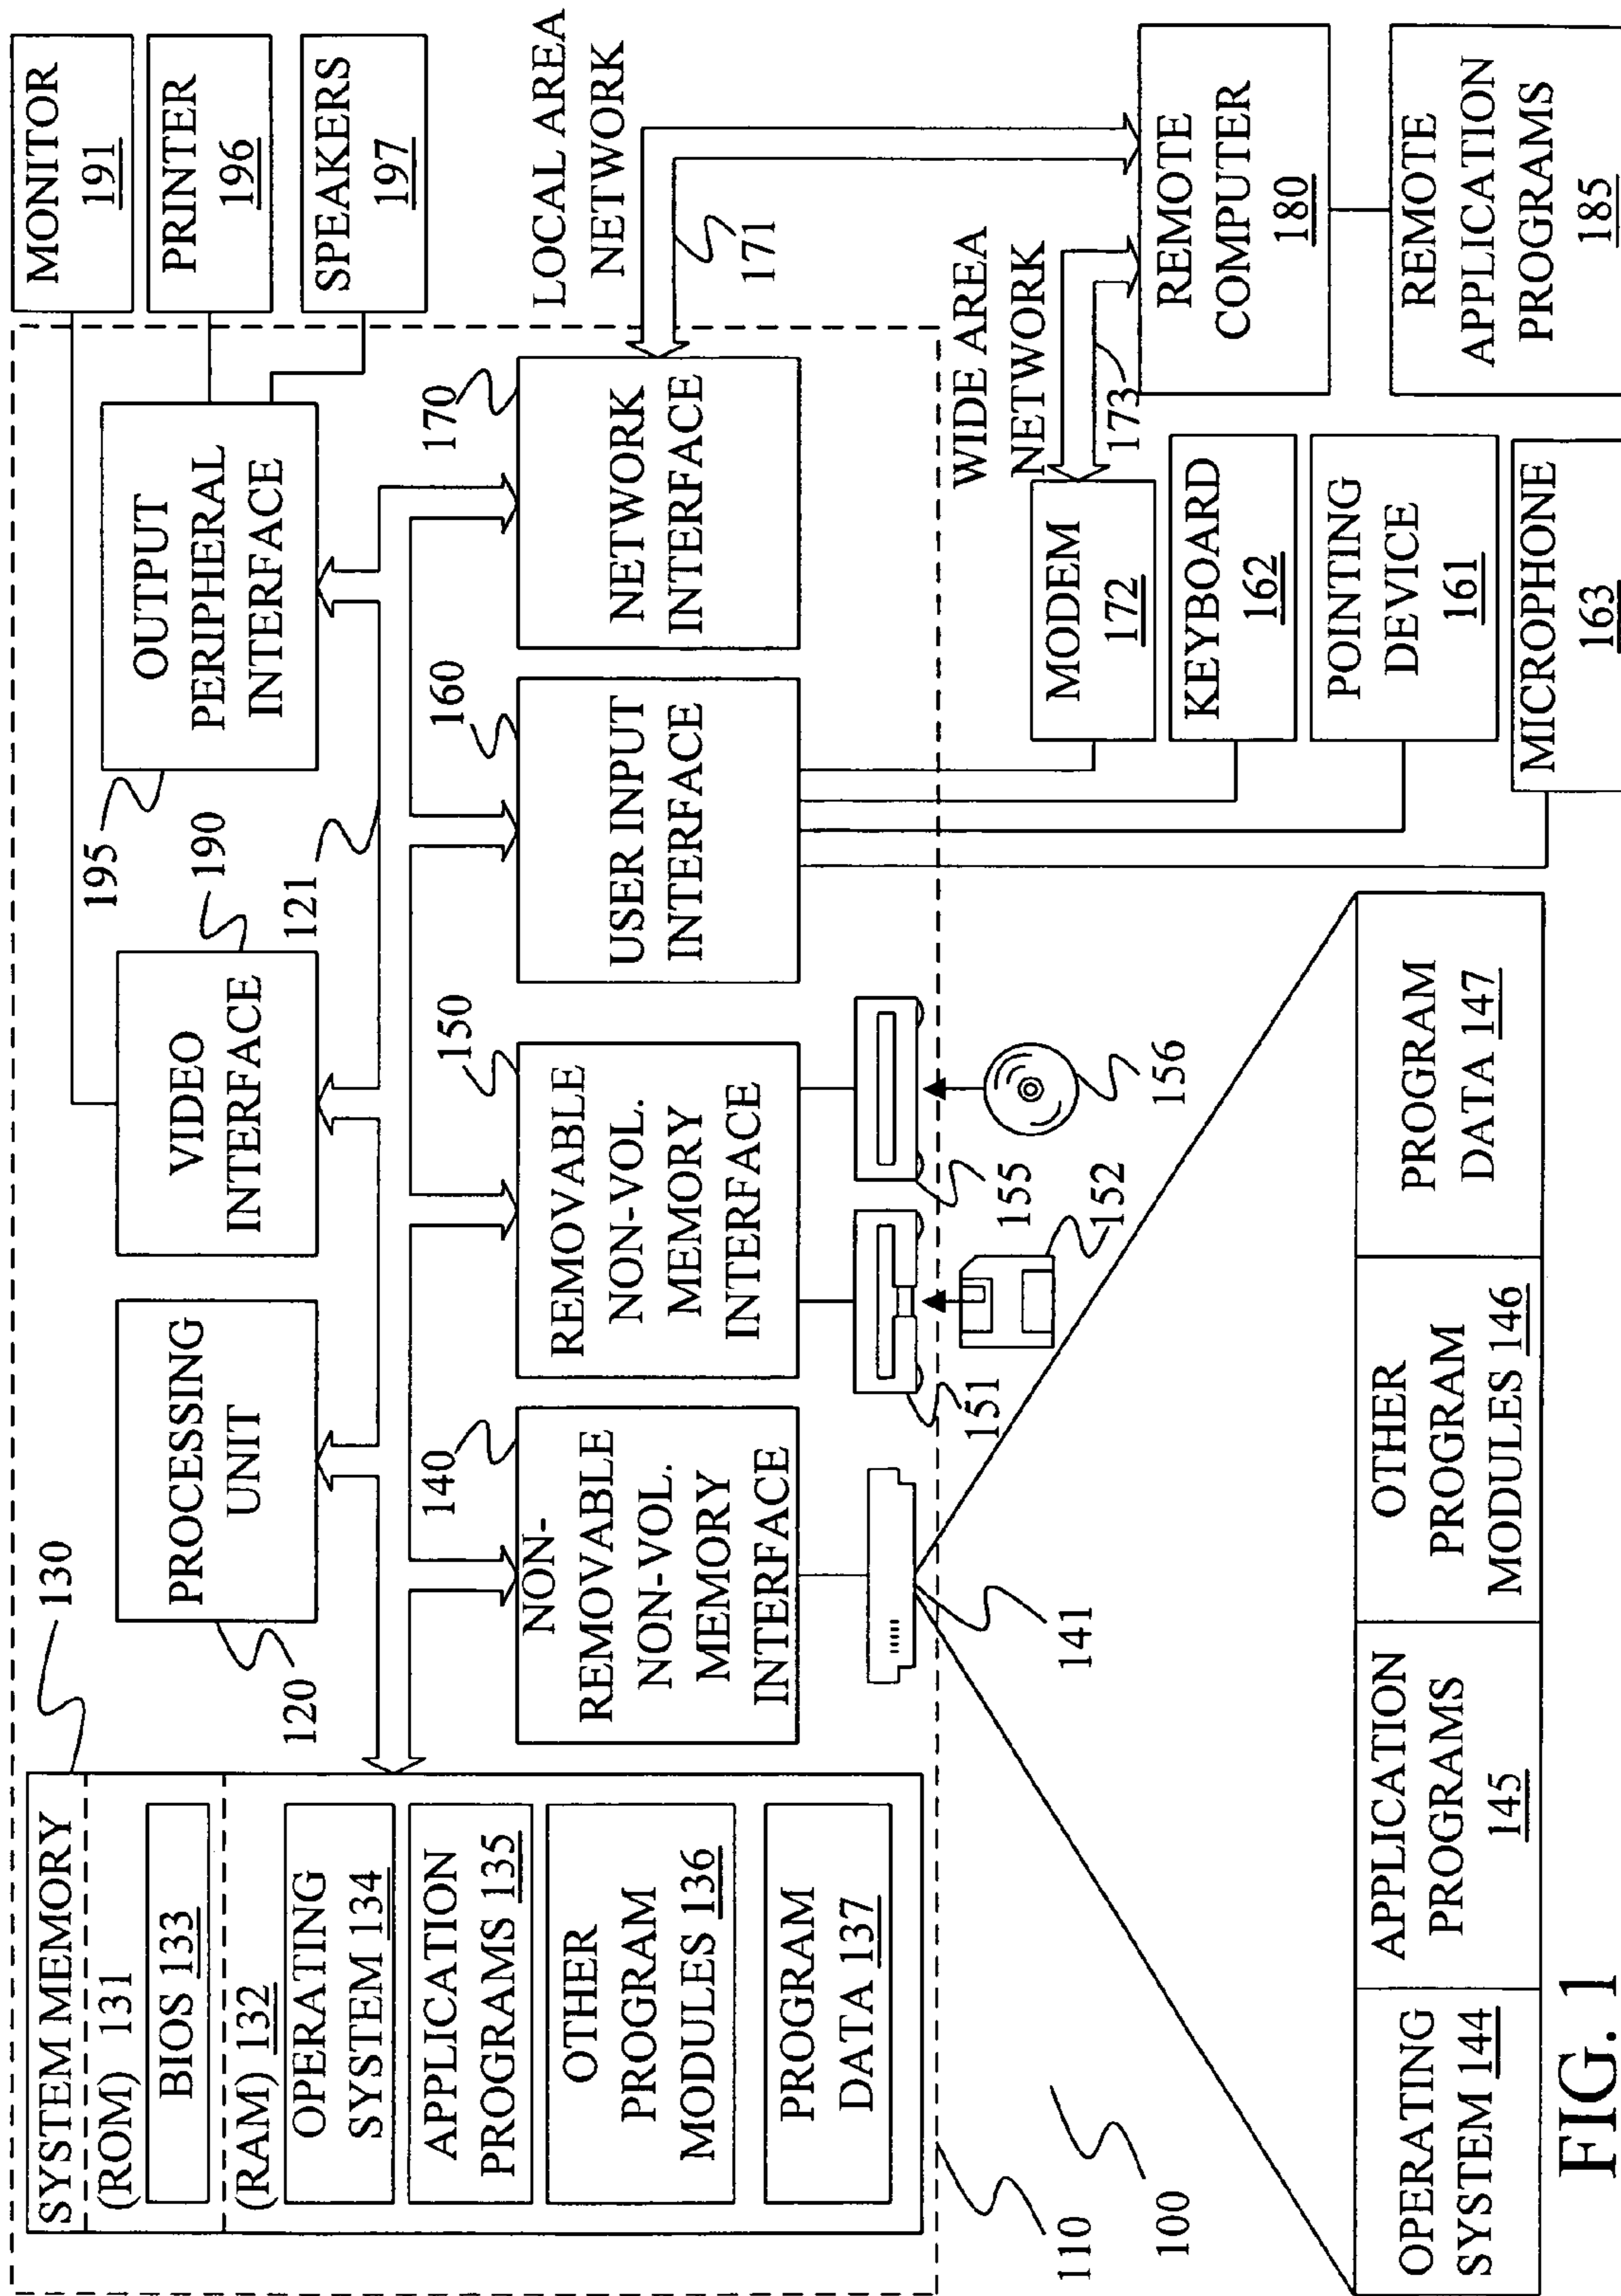 SYSTEM MEMORY
(ROM) 131
BIOS 133
(RAM) 132
OPERATING
SYSTEM 134
APPLICATION
PROGRAMS 135
OTHER
PROGRAM
MODULES 136
PROGRAM
DATA 137
130
PROCESSING
UNIT
120
VIDEO
INTERFACE
190
OUTPUT
PERIPHERAL
INTERFACE
195
121
MONITOR
191
PRINTER
196
SPEAKERS
197
NON-
REMOVABLE
NON-VOL.
MEMORY
INTERFACE
140
REMOVABLE
NON-VOL.
MEMORY
INTERFACE
150
USER INPUT
INTERFACE
160
NETWORK
INTERFACE
170
LOCAL AREA
NETWORK
171
141
151
155
152
156
WIDE AREA
NETWORK
173
MODEM
172
KEYBOARD
162
POINTING
DEVICE
161
MICROPHONE
163
REMOTE
COMPUTER
180
REMOTE
APPLICATION
PROGRAMS
185
110
100
OPERATING
SYSTEM 144
APPLICATION
PROGRAMS
145
OTHER
PROGRAM
MODULES 146
PROGRAM
DATA 147
FIG. 1